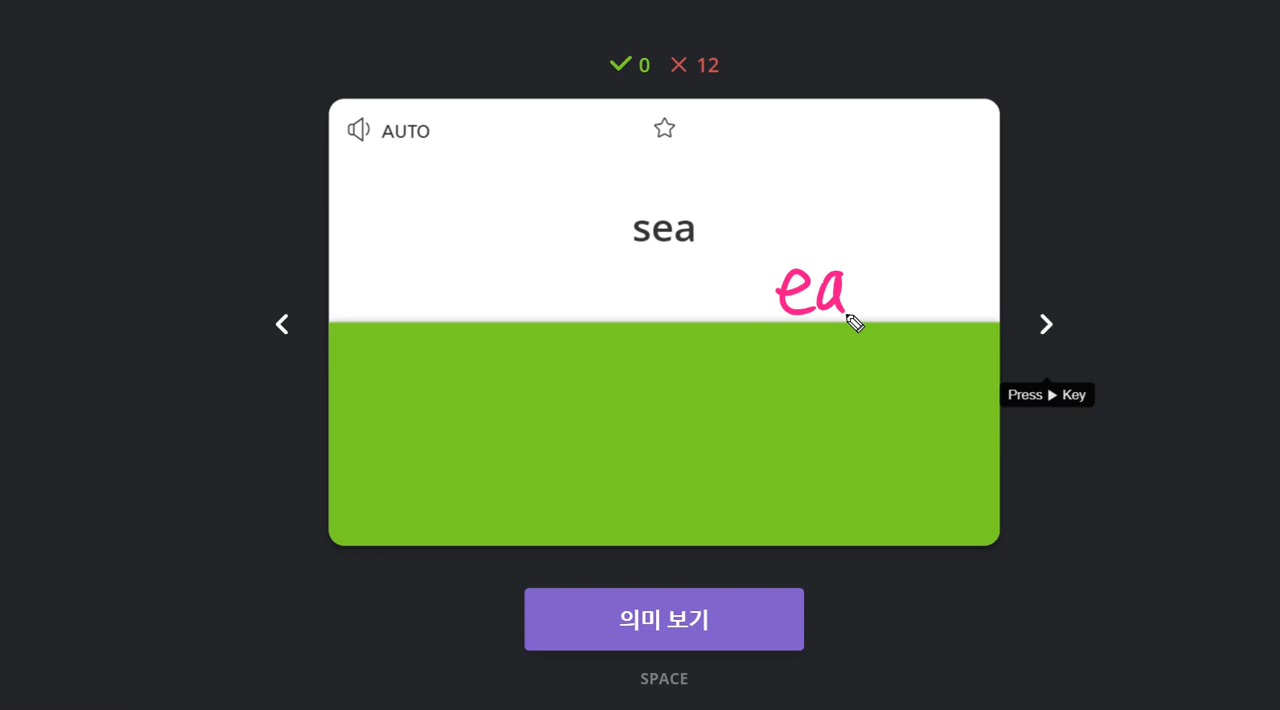 0 12
AUTO
sea
ea
Press ▶ Key
의미 보기
SPACE